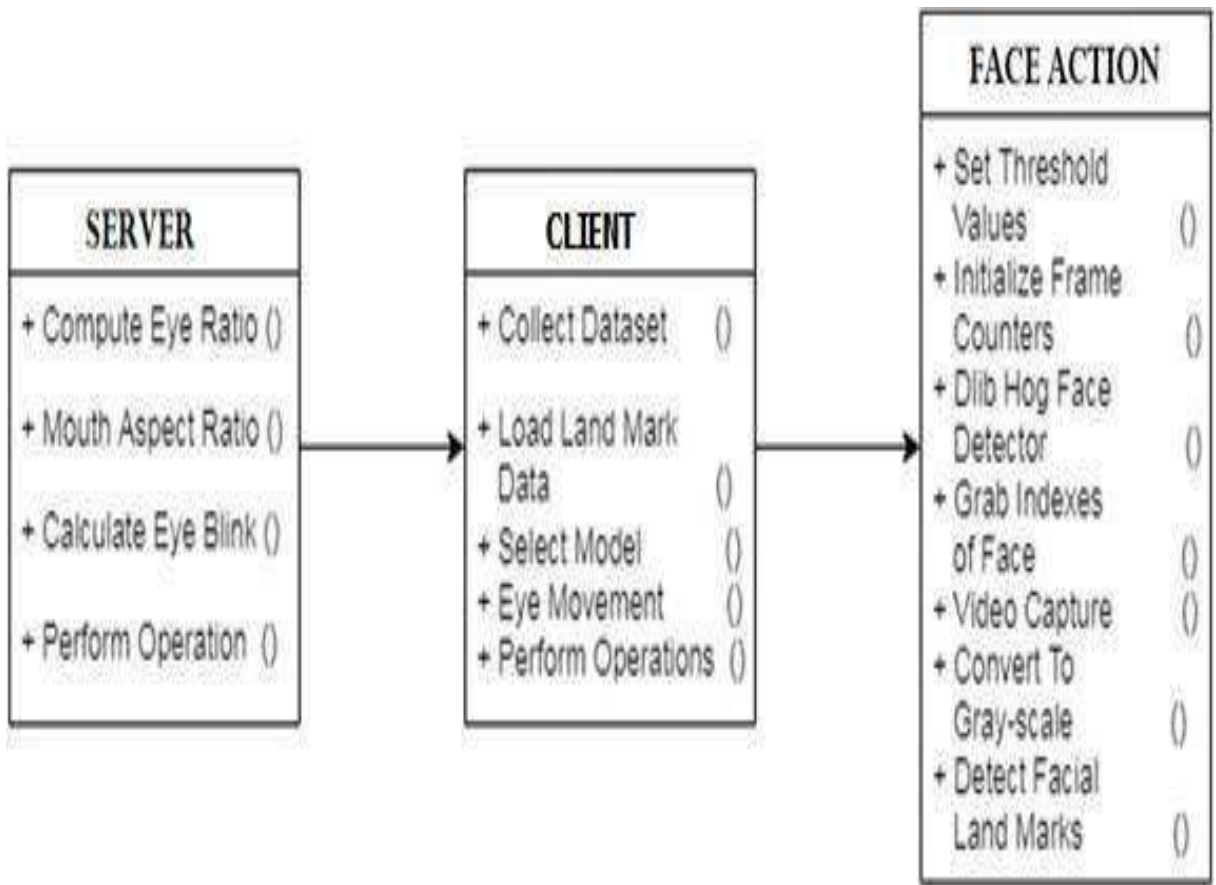 SERVER
+ Compute Eye Ratio ()
+ Mouth Aspect Ratio ()
+ Calculate Eye Blink ()
+ Perform Operation ()
CLIENT
+ Collect Dataset ()
+ Load Land Mark
Data ()
+ Select Model ()
+ Eye Movement ()
+ Perform Operations ()
FACE ACTION
+ Set Threshold
Values ()
+ Initialize Frame
Counters ()
+ Dlib Hog Face
Detector ()
+ Grab Indexes
of Face ()
+ Video Capture ()
+ Convert To
Gray-scale ()
+ Detect Facial
Land Marks ()